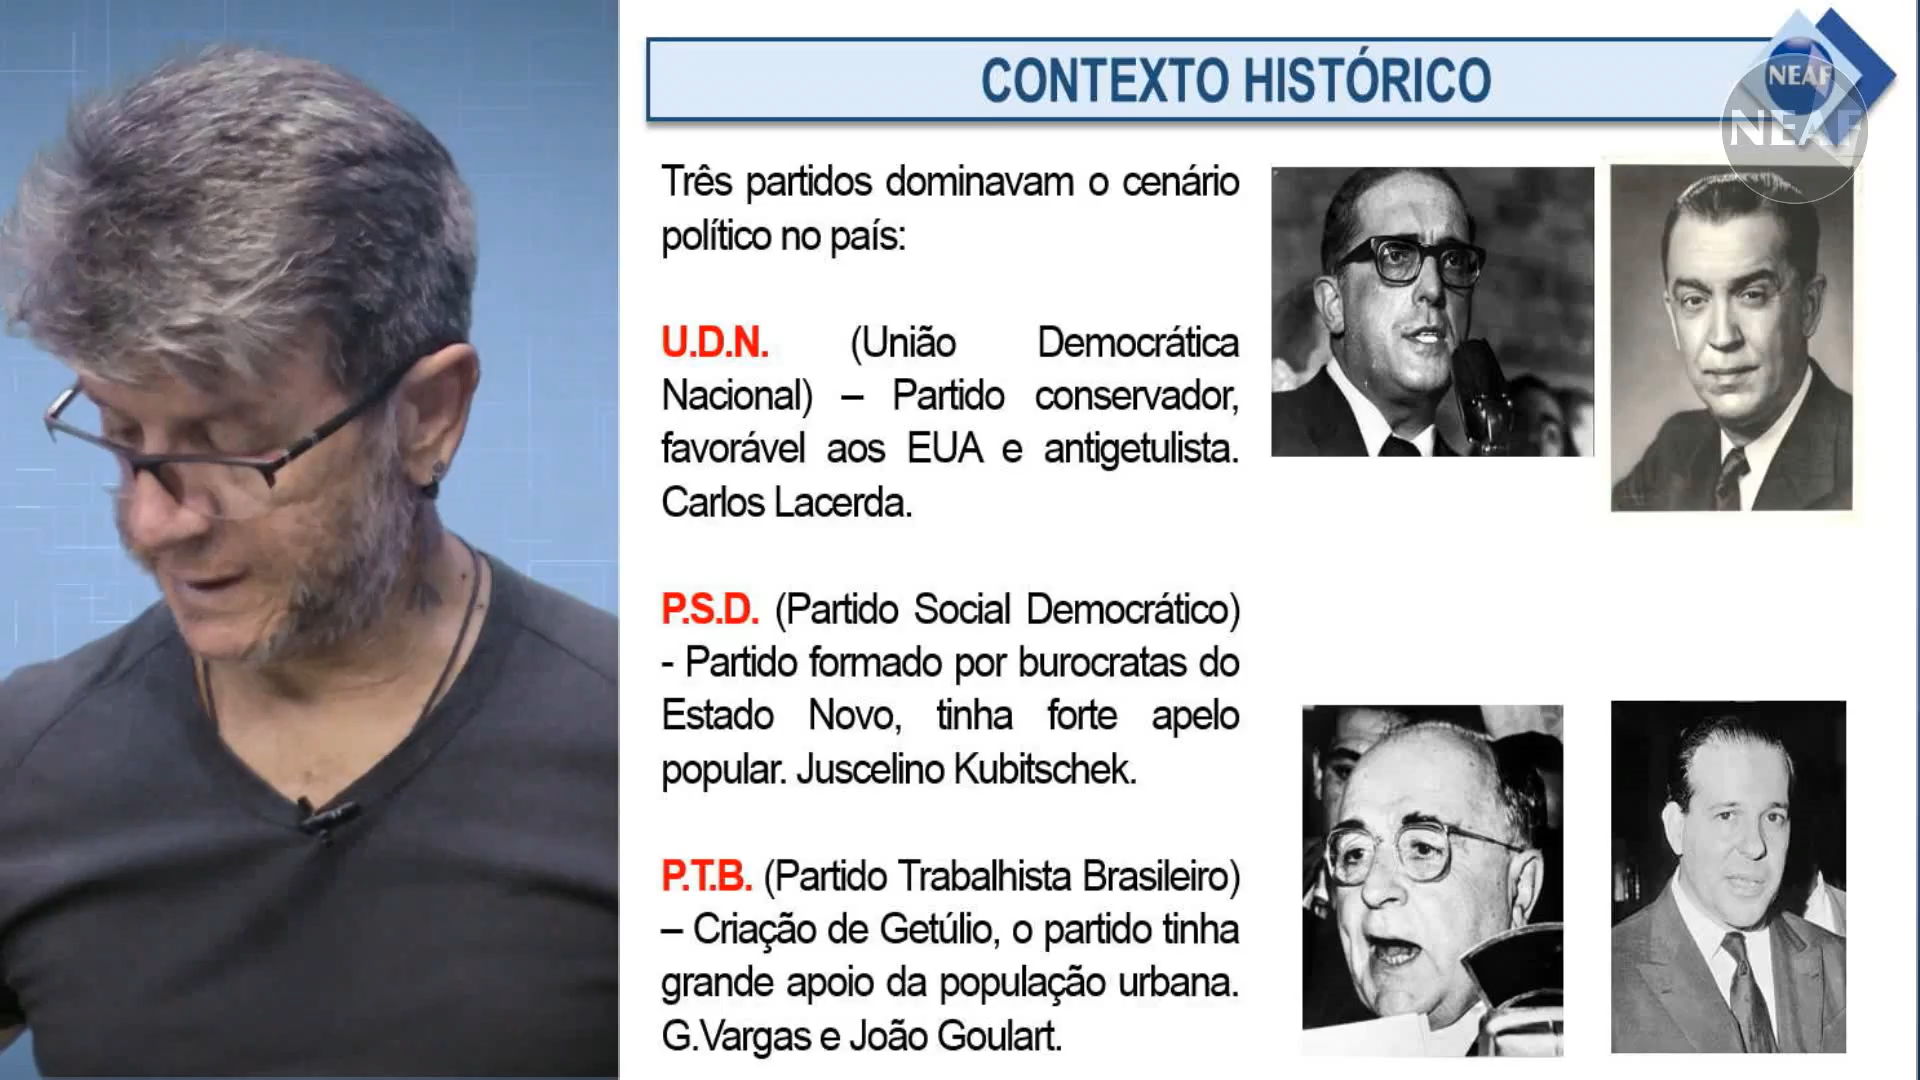 CONTEXTO HISTÓRICO
NEAF
NEAF
Três partidos dominavam o cenário
político no país:
U.D.N. (União Democrática
Nacional) – Partido conservador,
favorável aos EUA e antigetulista.
Carlos Lacerda.
P.S.D. (Partido Social Democrático)
- Partido formado por burocratas do
Estado Novo, tinha forte apelo
popular. Juscelino Kubitschek.
P.T.B. (Partido Trabalhista Brasileiro)
– Criação de Getúlio, o partido tinha
grande apoio da população urbana.
G.Vargas e João Goulart.